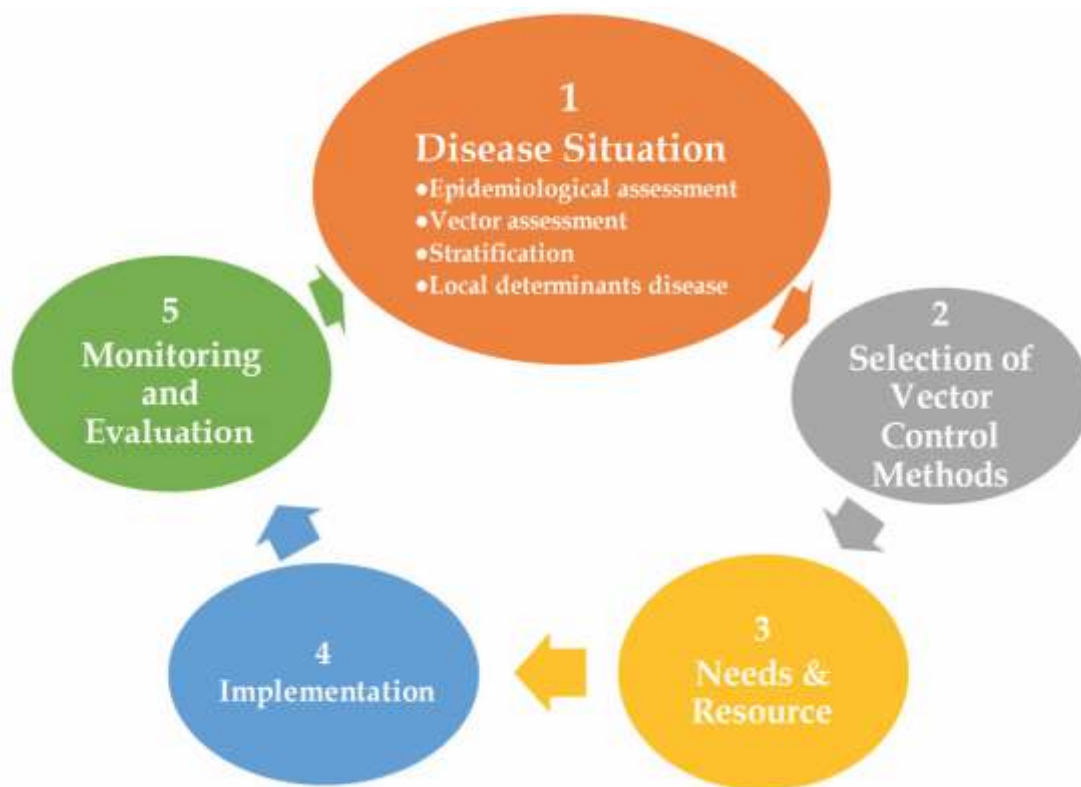 1
Disease Situation
●Epidemiological assessment
●Vector assessment
●Stratification
●Local determinants disease
2
Selection of
Vector
Control
Methods
3
Needs &
Resource
4
Implementation
5
Monitoring
and
Evaluation